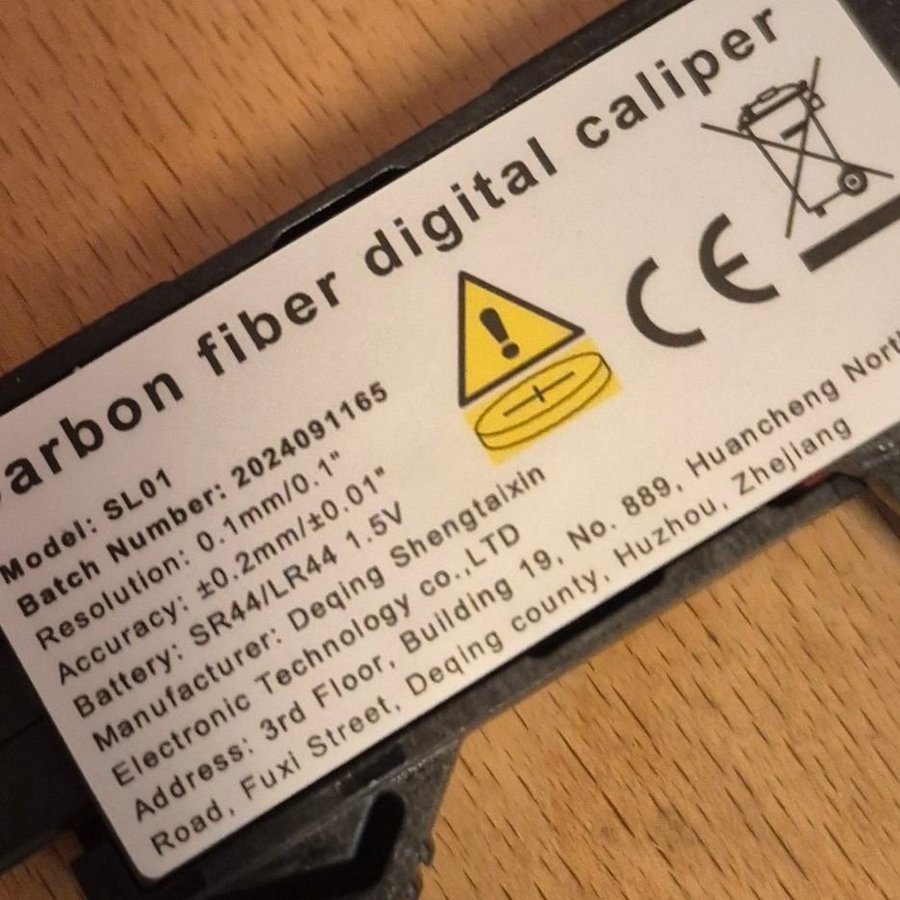 Carbon fiber digital caliper
Model: SL01
Batch Number: 2024091165
Resolution: 0.1mm/0.1"
Accuracy: ±0.2mm/±0.01"
Battery: SR44/LR44 1.5V
Manufacturer: Deqing Shengtaixin
Electronic Technology co.,LTD
Address: 3rd Floor, Building 19, No. 889, Huancheng North
Road, Fuxi Street, Deqing county, Huzhou, Zhejiang
CE